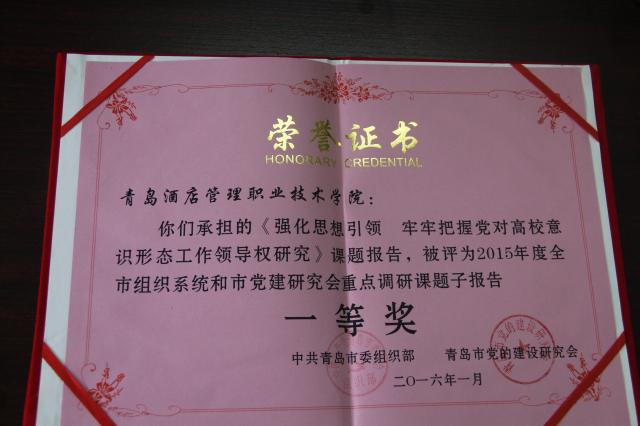 荣誉证书
HONORARY CREDENTIAL
青岛酒店管理职业技术学院：
你们承担的《强化思想引领　牢牢把握党对高校意
识形态工作领导权研究》课题报告，被评为2015年度全
市组织系统和市党建研究会重点调研课题子报告
一等奖
中共青岛市委组织部　青岛市党的建设研究会
二〇一六年一月